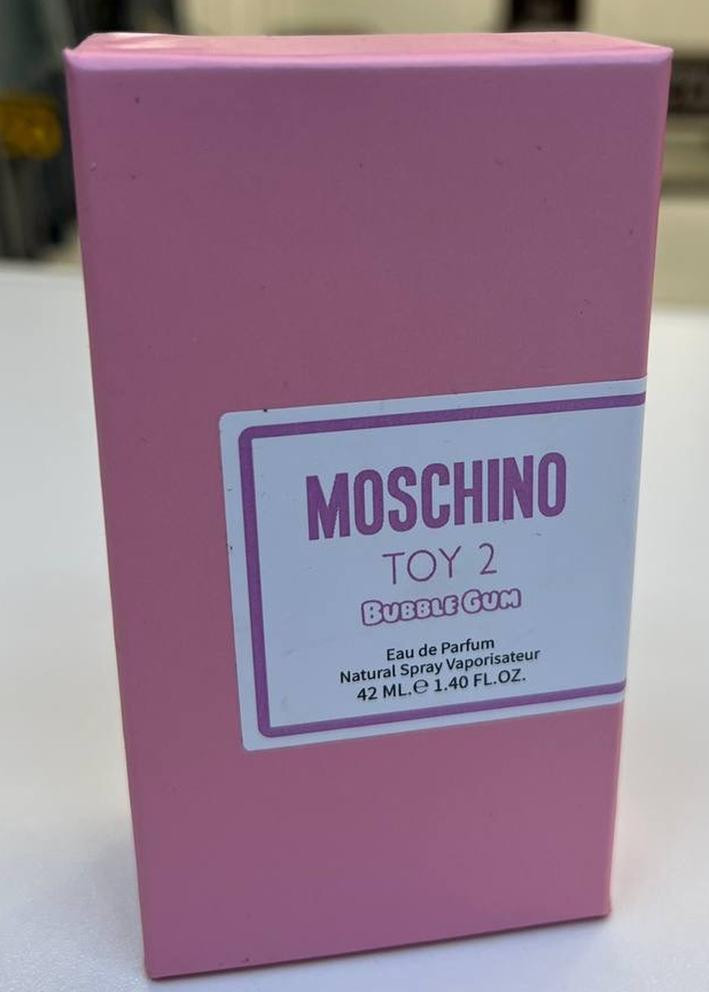 MOSCHINO
TOY 2
BUBBLE GUM
Eau de Parfum
Natural Spray Vaporisateur
42 ML.℮ 1.40 FL.OZ.